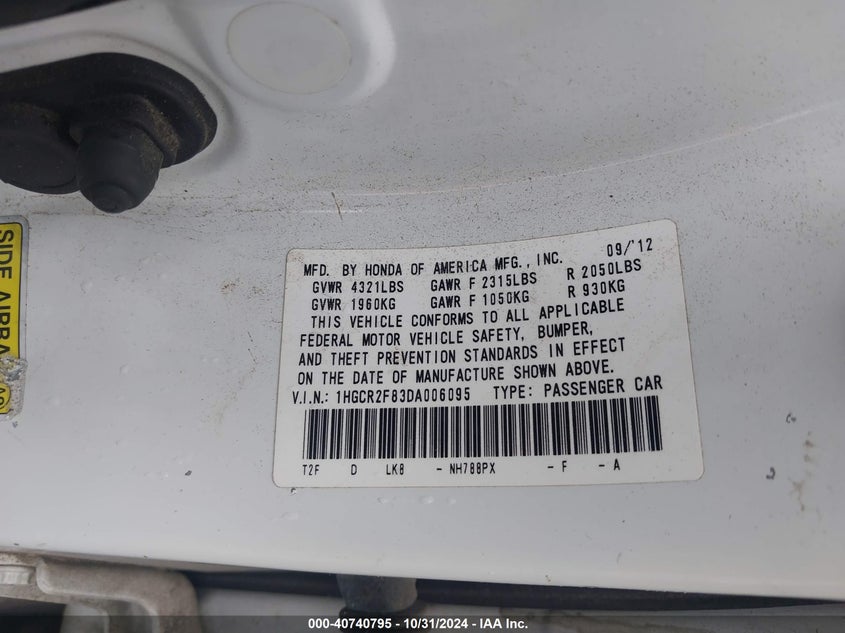 MFD. BY HONDA OF AMERICA MFG., INC. 09/'12
GVWR 4321LBS GAWR F 2315LBS R 2050LBS
GVWR 1960KG GAWR F 1050KG R 930KG
THIS VEHICLE CONFORMS TO ALL APPLICABLE
FEDERAL MOTOR VEHICLE SAFETY, BUMPER,
AND THEFT PREVENTION STANDARDS IN EFFECT
ON THE DATE OF MANUFACTURE SHOWN ABOVE.
V.I.N.: 1HGCR2F83DA006095 TYPE: PASSENGER CAR
T2F D LK8 - NH788PX - F - A
SIDE AIRBA
000-40740795 - 10/31/2024 - IAA Inc.